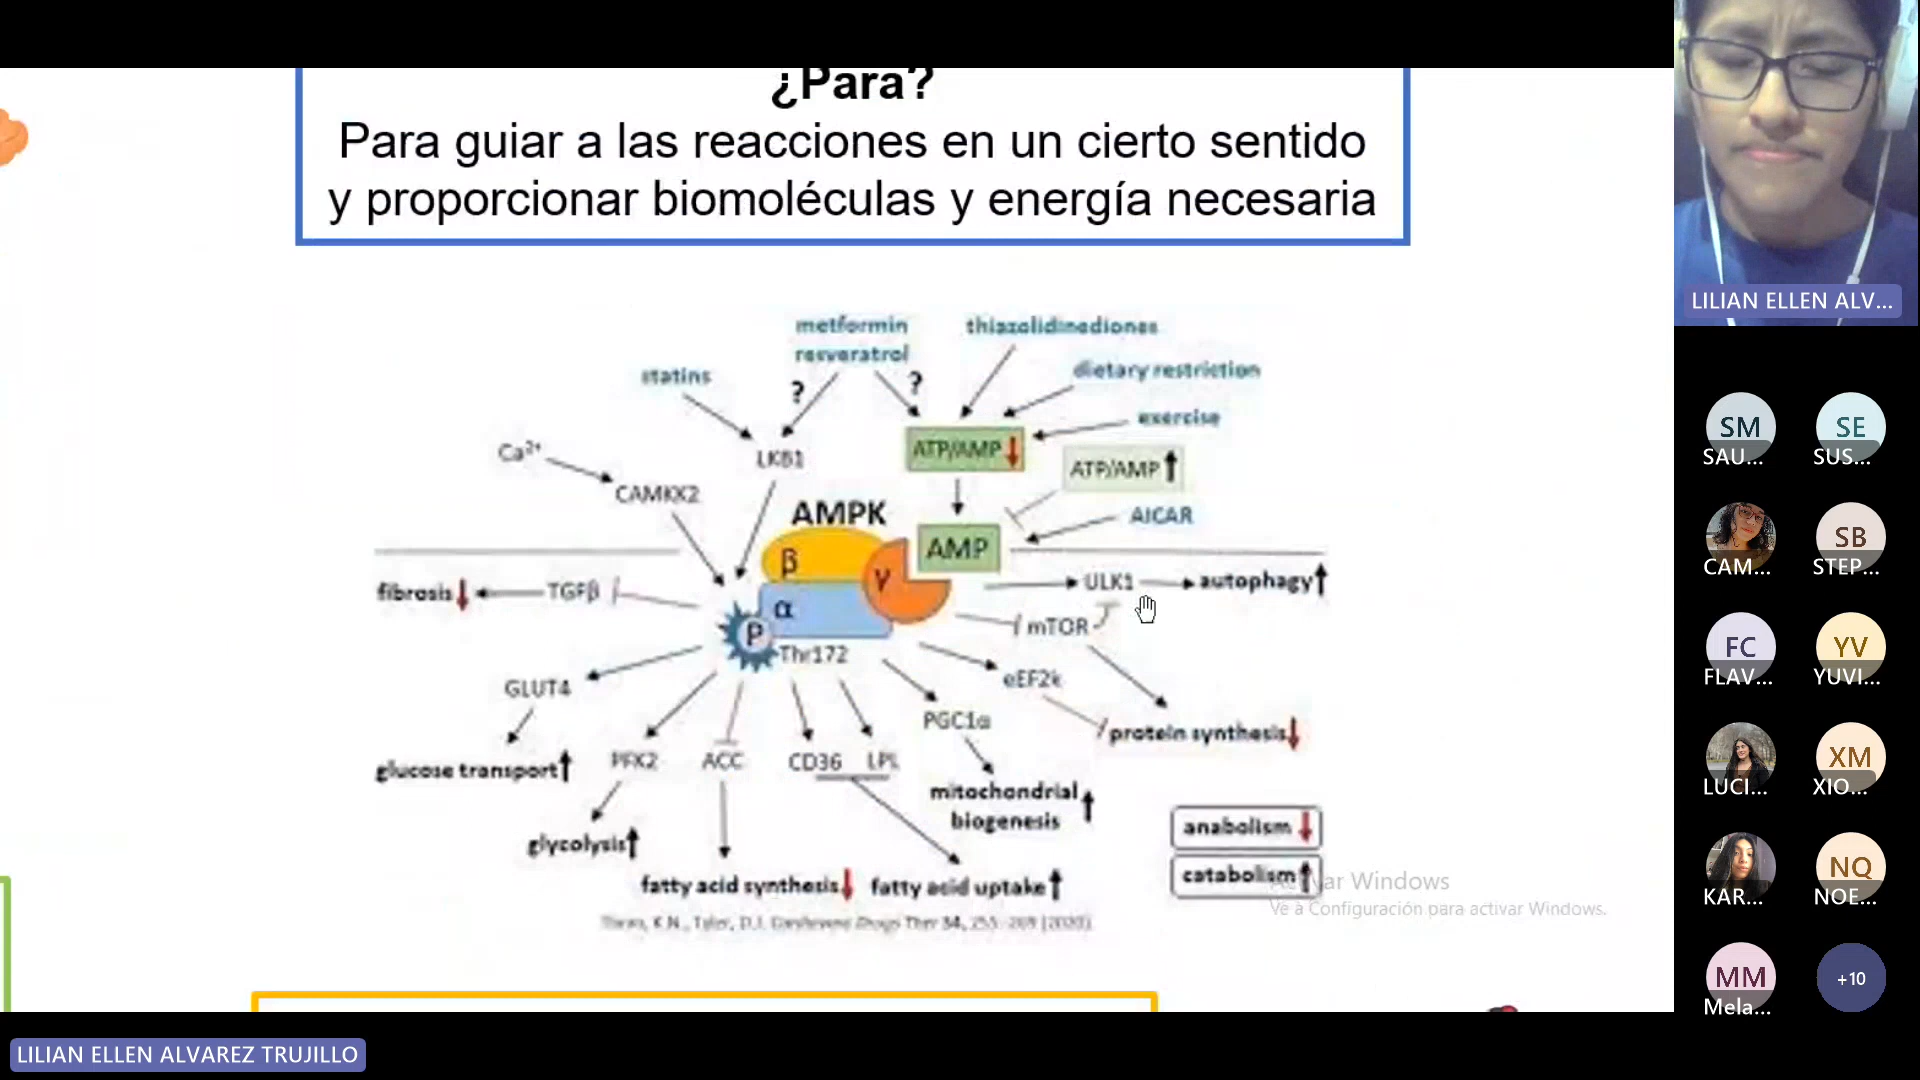 ¿Para?
Para guiar a las reacciones en un cierto sentido
y proporcionar biomoléculas y energía necesaria
metformin
resveratrol
thiazolidinediones
statins
dietary restriction
?
?
exercise
Ca²⁺
LKB1
ATP/AMP
ATP/AMP
CAMKK2
AMPK
AICAR
β
AMP
γ
α
fibrosis
TGFβ
ULK1
autophagy
P
mTOR
Thr172
GLUT4
eEF2k
PGC1α
protein synthesis
glucose transport
PFK2
ACC
CD36
LPL
mitochondrial
biogenesis
glycolysis
anabolism
catabolism
fatty acid synthesis
fatty acid uptake
ar Windows
Ve a Configuración para activar Windows.
LILIAN ELLEN ALV...
SM
SAU...
SE
SUS...
CAM...
SB
STEP...
FC
FLAV...
YV
YUVI...
LUCI...
XM
XIO...
KAR...
NQ
NOE...
MM
Mela...
+10
LILIAN ELLEN ALVAREZ TRUJILLO